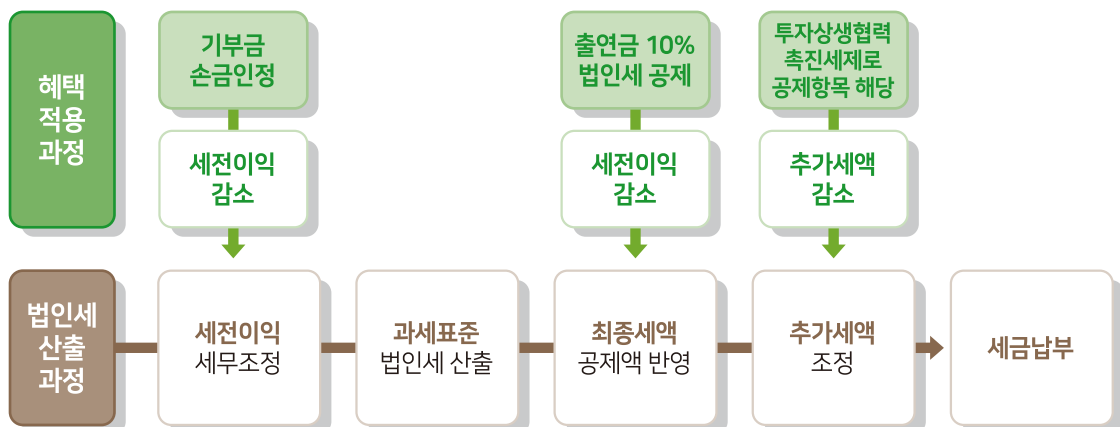 혜택
적용
과정
기부금
손금인정
세전이익
감소
출연금 10%
법인세 공제
세전이익
감소
투자상생협력
촉진세제로
공제항목 해당
추가세액
감소
법인세
산출
과정
세전이익
세무조정
과세표준
법인세 산출
최종세액
공제액 반영
추가세액
조정
세금납부